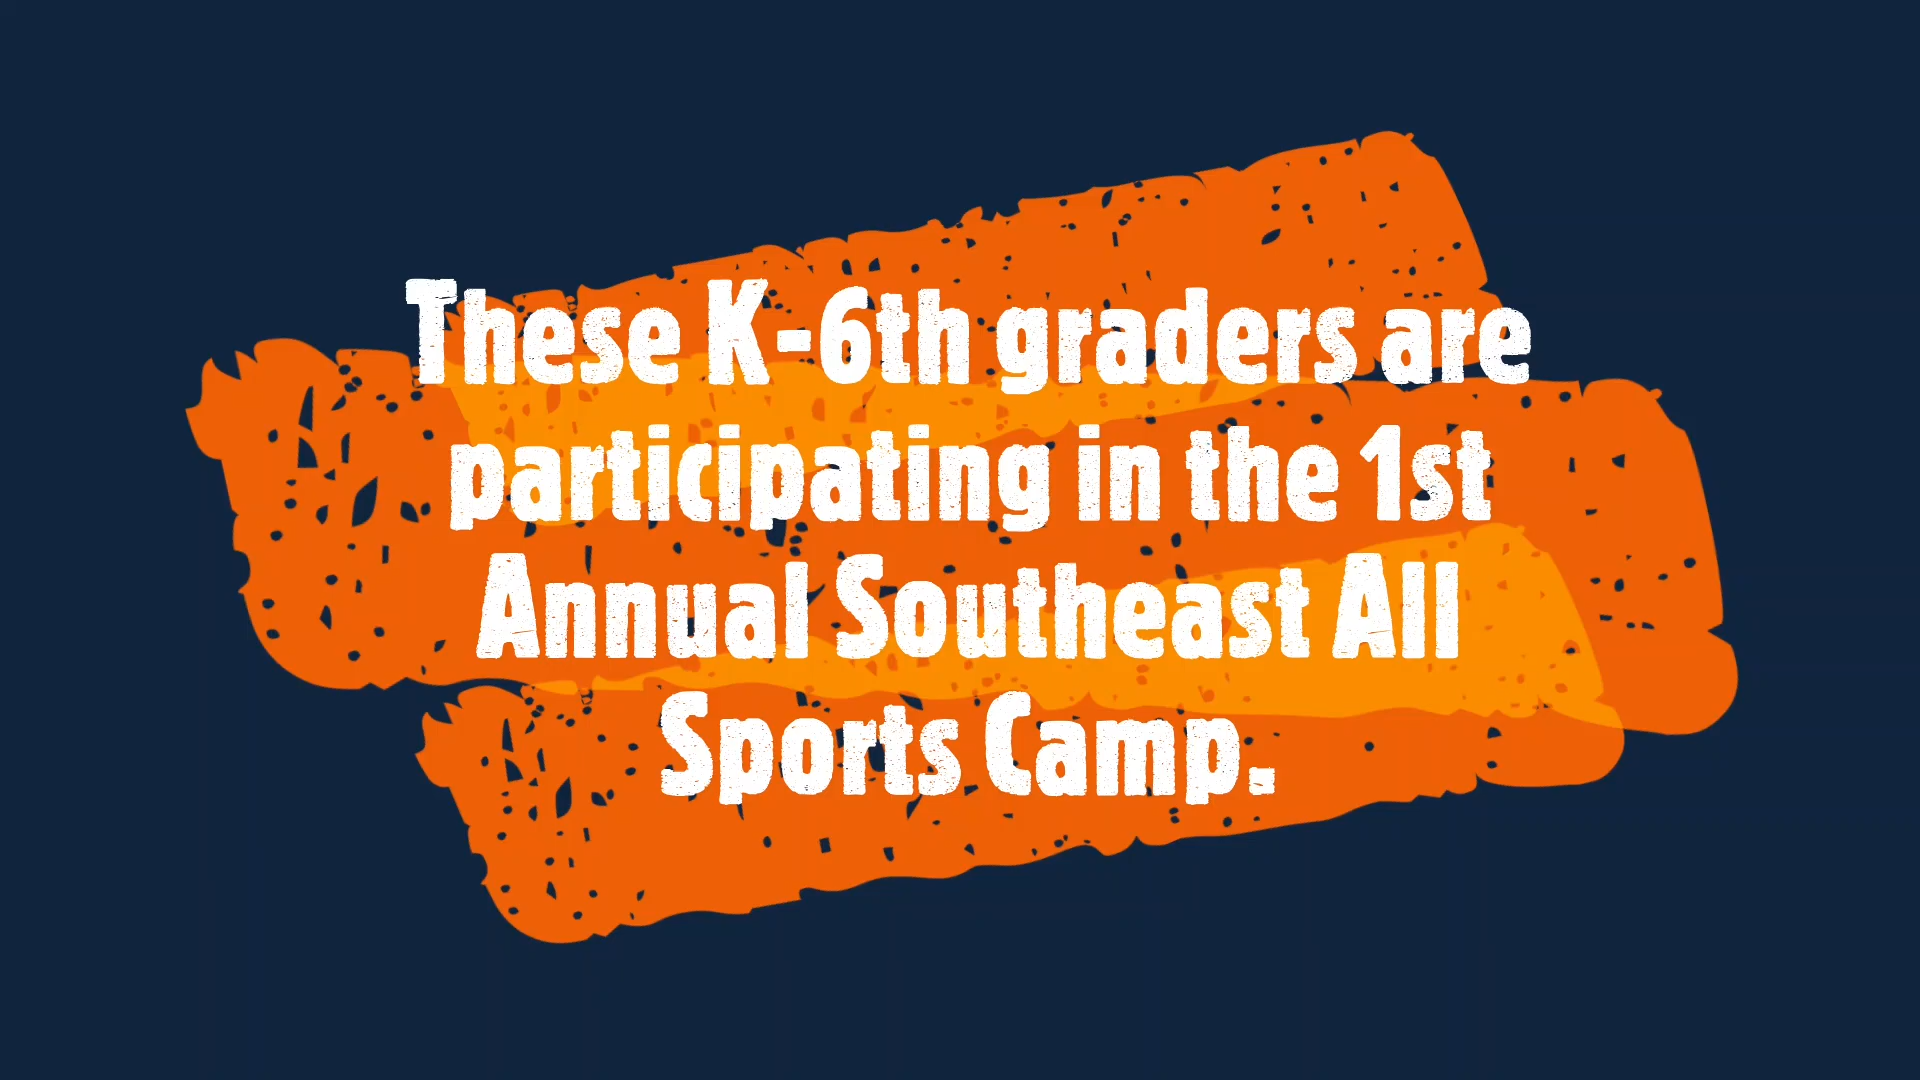 These K-6th graders are
participating in the 1st
Annual Southeast All
Sports Camp.